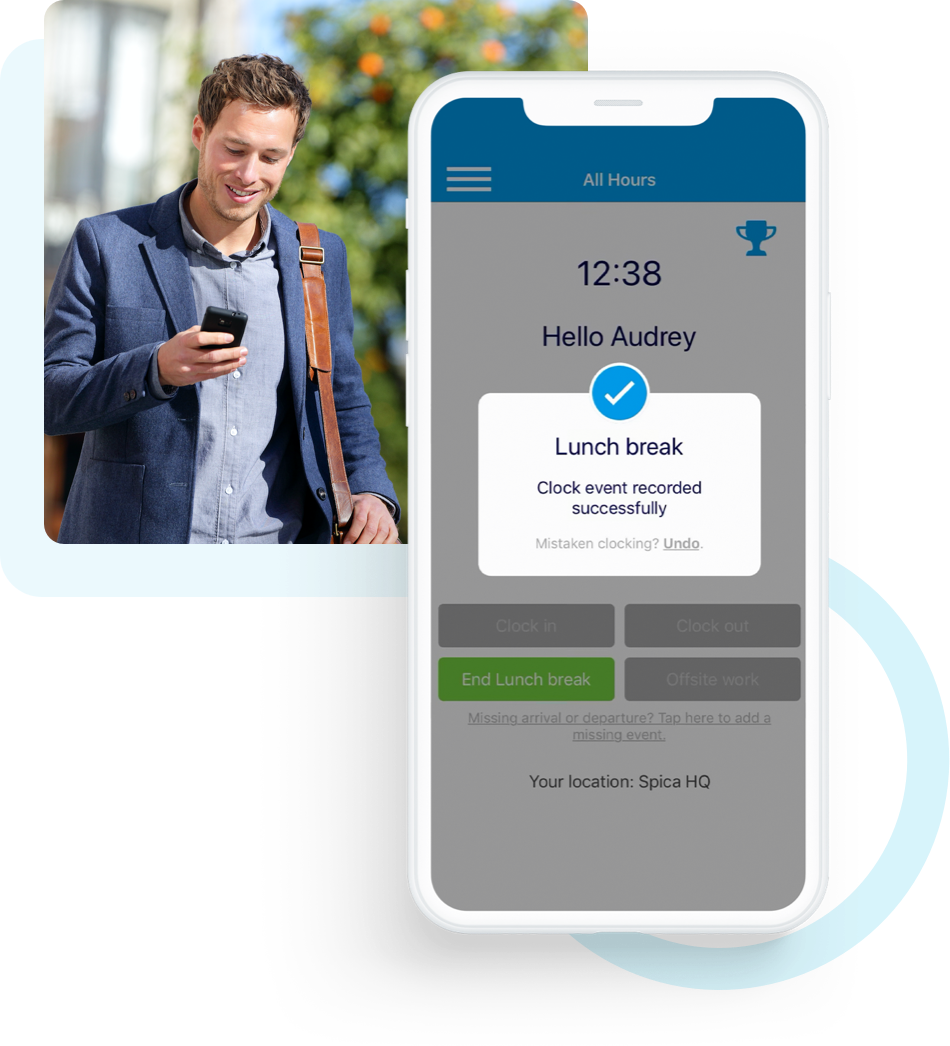 All Hours
12:38
Hello Audrey
Lunch break
Clock event recorded
successfully
Mistaken clocking? Undo.
Clock in
Clock out
End Lunch break
Offsite work
Missing arrival or departure? Tap here to add a
missing event.
Your location: Spica HQ